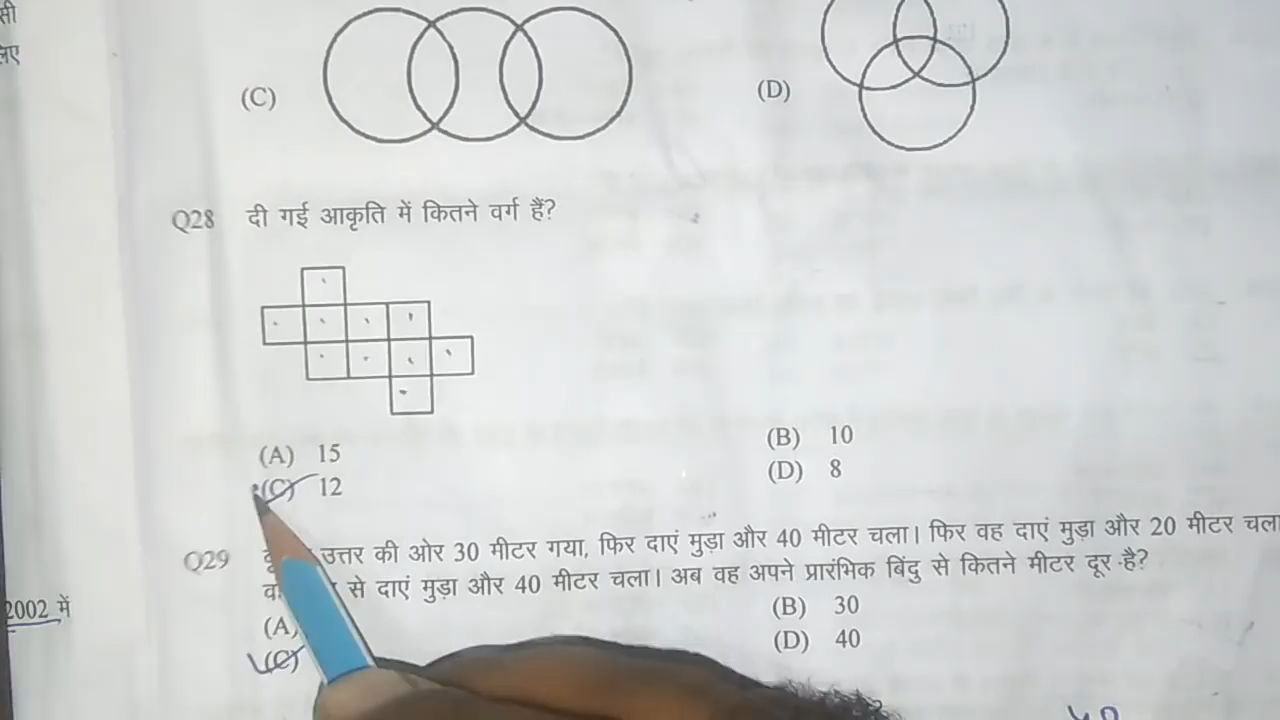 सी
लिए
(C)
(D)
Q28 दी गई आकृति में कितने वर्ग हैं?
(A) 15
(B) 10
(C) 12
(D) 8
Q29 उत्तर की ओर 30 मीटर गया, फिर दाएं मुड़ा और 40 मीटर चला। फिर वह दाएं मुड़ा और 20 मीटर चला
से दाएं मुड़ा और 40 मीटर चला। अब वह अपने प्रारंभिक बिंदु से कितने मीटर दूर है?
2002 में
(A)
(B) 30
(C)
(D) 40